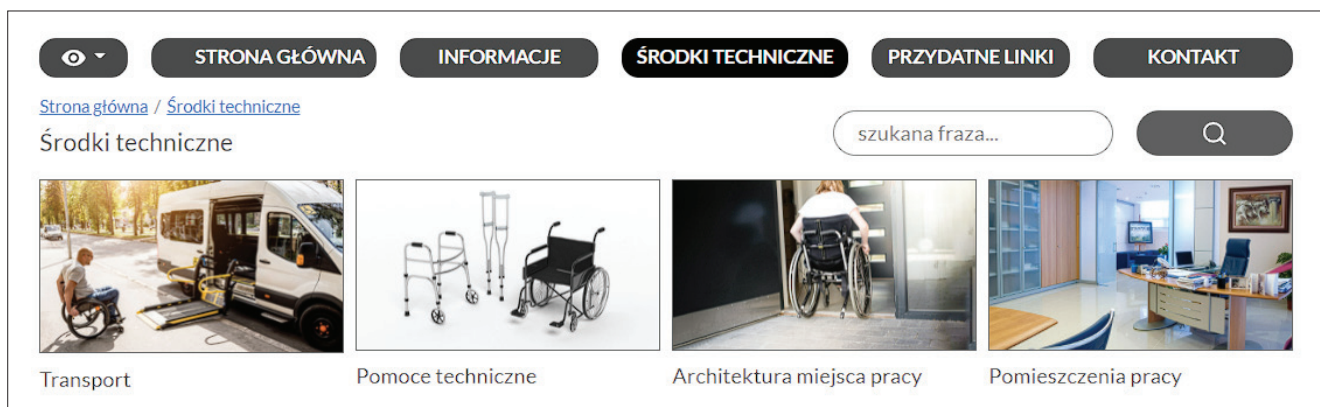 STRONA GŁÓWNA INFORMACJE ŚRODKI TECHNICZNE PRZYDATNE LINKI KONTAKT
Strona główna / Środki techniczne
Środki techniczne
szukana fraza...
Transport Pomoce techniczne Architektura miejsca pracy Pomieszczenia pracy